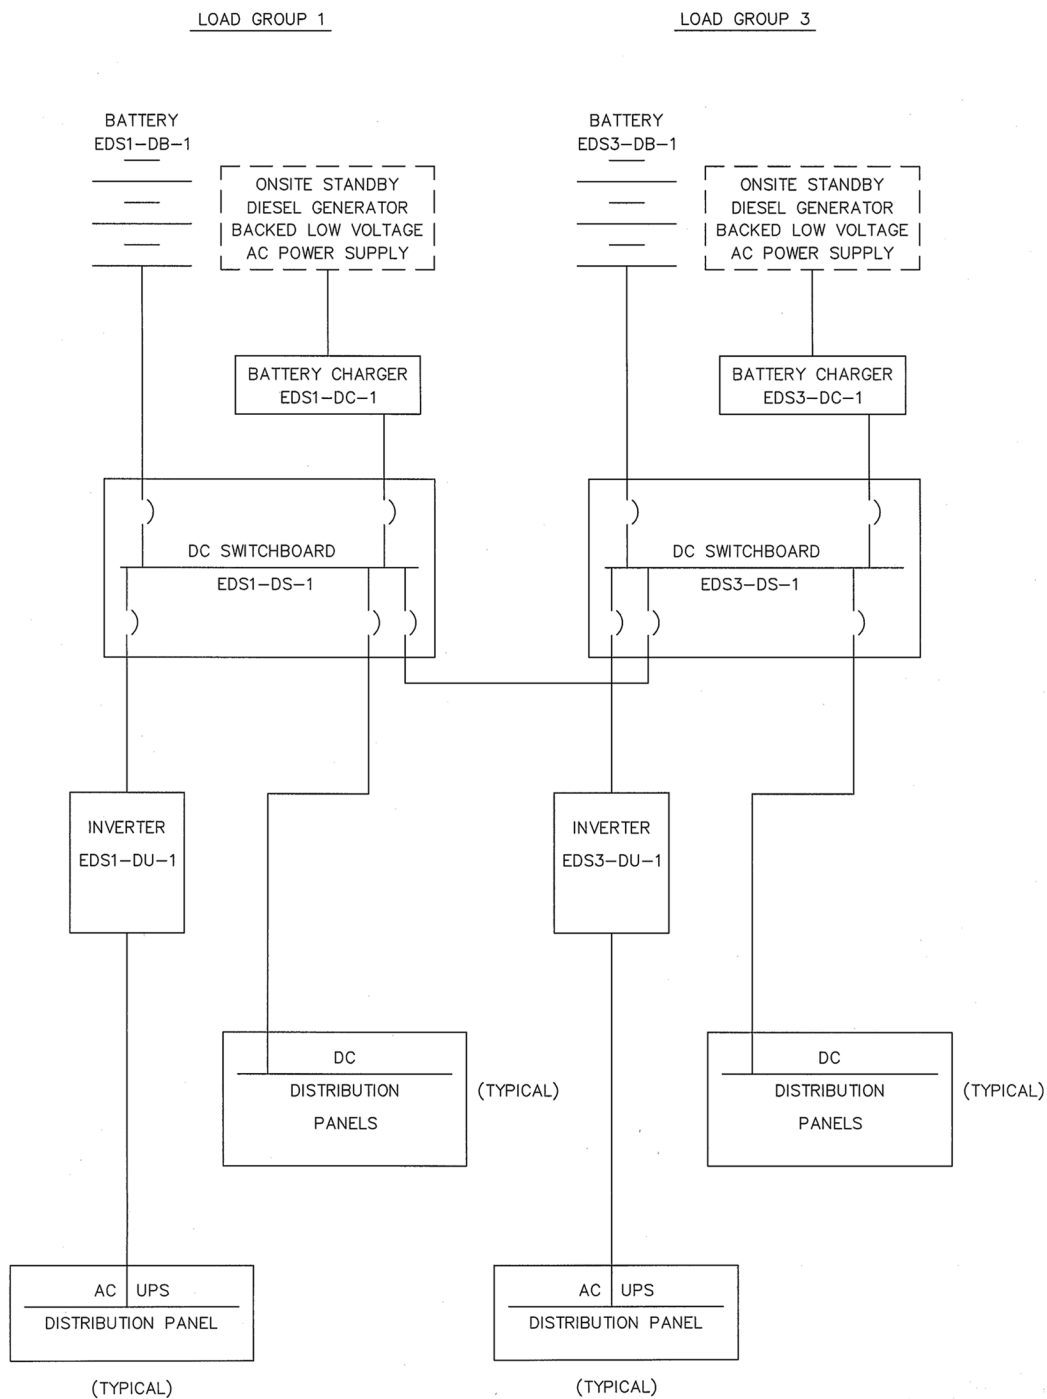 LOAD GROUP 1
LOAD GROUP 3
BATTERY
EDS1-DB-1
ONSITE STANDBY
DIESEL GENERATOR
BACKED LOW VOLTAGE
AC POWER SUPPLY
BATTERY
EDS3-DB-1
ONSITE STANDBY
DIESEL GENERATOR
BACKED LOW VOLTAGE
AC POWER SUPPLY
BATTERY CHARGER
EDS1-DC-1
BATTERY CHARGER
EDS3-DC-1
DC SWITCHBOARD
EDS1-DS-1
DC SWITCHBOARD
EDS3-DS-1
INVERTER
EDS1-DU-1
INVERTER
EDS3-DU-1
DC
DISTRIBUTION
PANELS
(TYPICAL)
DC
DISTRIBUTION
PANELS
(TYPICAL)
AC UPS
DISTRIBUTION PANEL
(TYPICAL)
AC UPS
DISTRIBUTION PANEL
(TYPICAL)